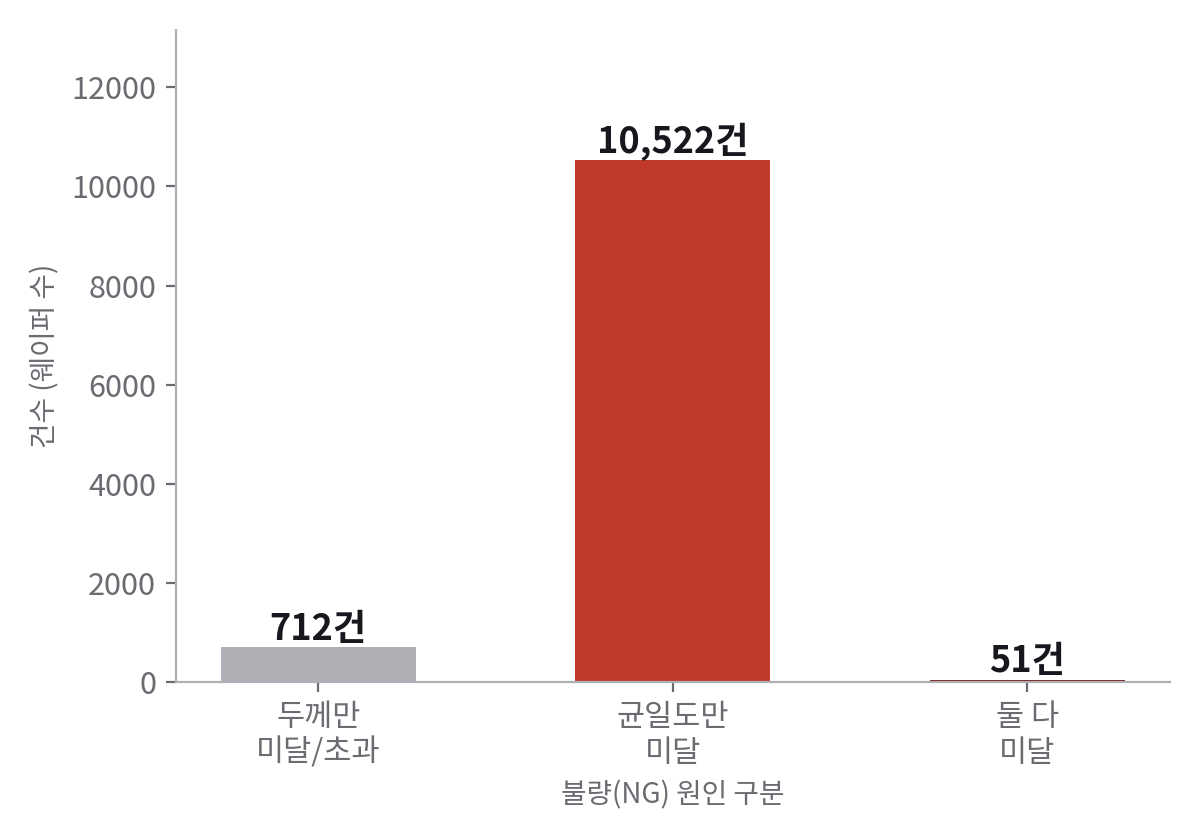 12000
10000
8000
6000
4000
2000
0
건수 (웨이퍼 수)
712건
10,522건
51건
두께만
미달/초과
균일도만
미달
둘 다
미달
불량(NG) 원인 구분